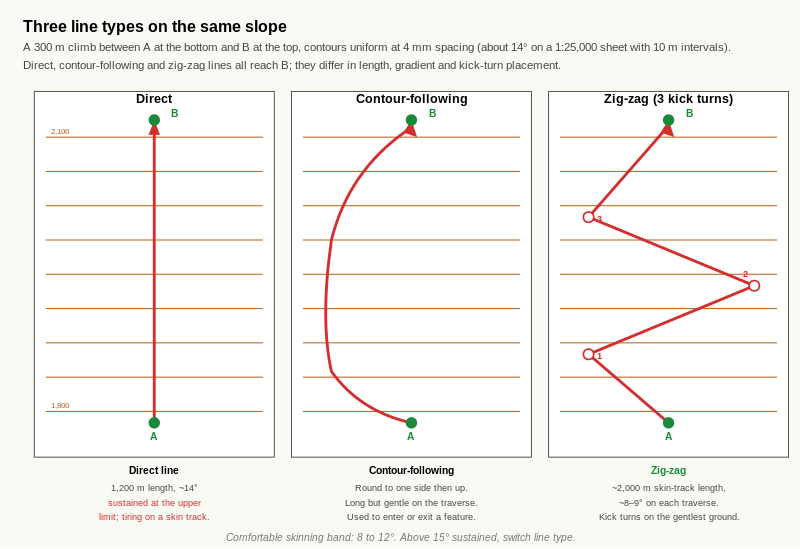 Three line types on the same slope
A 300 m climb between A at the bottom and B at the top, contours uniform at 4 mm spacing (about 14° on a 1:25,000 sheet with 10 m intervals).
Direct, contour-following and zig-zag lines all reach B; they differ in length, gradient and kick-turn placement.
Direct
B
2,100
1,800
A
Direct line
1,200 m length, ~14°
sustained at the upper
limit; tiring on a skin track.
Contour-following
B
A
Contour-following
Round to one side then up.
Long but gentle on the traverse.
Used to enter or exit a feature.
Zig-zag (3 kick turns)
B
3
2
1
A
Zig-zag
~2,000 m skin-track length,
~8–9° on each traverse.
Kick turns on the gentlest ground.
Comfortable skinning band: 8 to 12°. Above 15° sustained, switch line type.